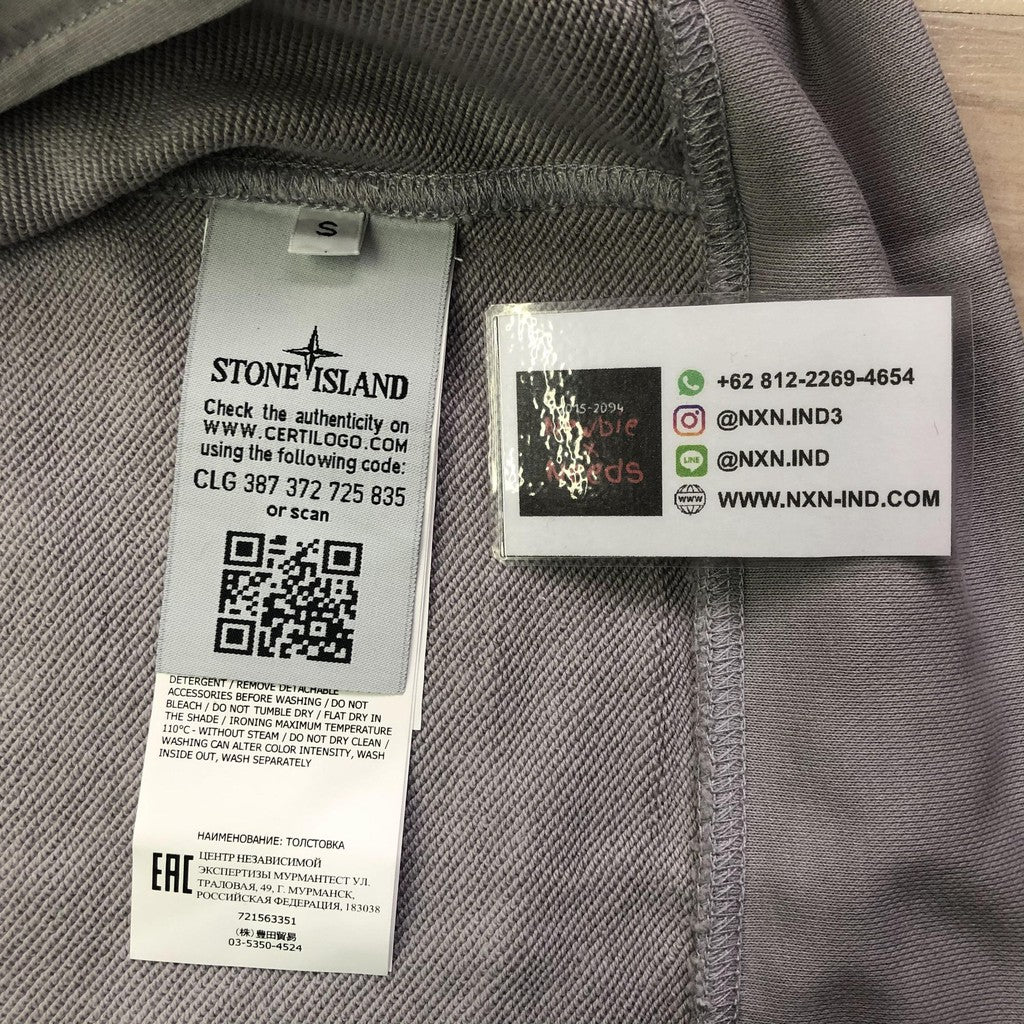 S
STONE ISLAND
Check the authenticity on
WWW.CERTILOGO.COM
using the following code:
CLG 387 372 725 835
or scan
DETERGENT / REMOVE DETACHABLE
ACCESSORIES BEFORE WASHING / DO NOT
BLEACH / DO NOT TUMBLE DRY / FLAT DRY IN
THE SHADE / IRONING MAXIMUM TEMPERATURE
110°C - WITHOUT STEAM / DO NOT DRY CLEAN /
WASHING CAN ALTER COLOR INTENSITY, WASH
INSIDE OUT, WASH SEPARATELY
НАИМЕНОВАНИЕ: ТОЛСТОВКА
EAC
ЦЕНТР НЕЗАВИСИМОЙ
ЭКСПЕРТИЗЫ МУРМАНТЕСТ УЛ.
ТРАЛОВАЯ, 49, Г. МУРМАНСК,
РОССИЙСКАЯ ФЕДЕРАЦИЯ, 183038
721563351
(株)豊田貿易
03-5350-4524
+62 812-2269-4654
@NXN.IND3
LINE
@NXN.IND
WWW
WWW.NXN-IND.COM